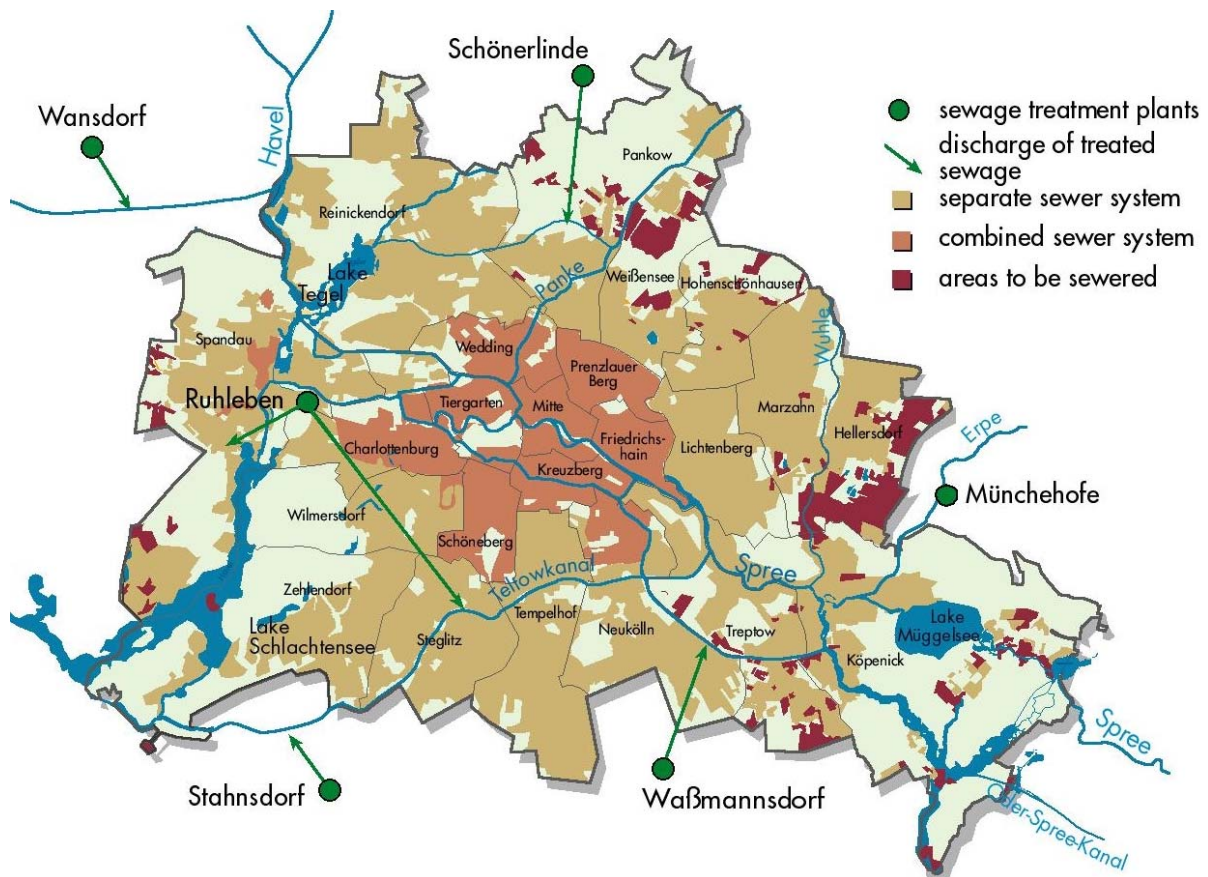 Schönerlinde
Wansdorf
Havel
sewage treatment plants
discharge of treated
sewage
separate sewer system
combined sewer system
areas to be sewered
Pankow
Reinickendorf
Lake
Tegel
Panke
Weißensee
Hohenschönhausen
Wuhle
Spandau
Wedding
Prenzlauer
Berg
Ruhleben
Tiergarten
Mitte
Marzahn
Hellersdorf
Erpe
Charlottenburg
Friedrichs-
hain
Lichtenberg
Kreuzberg
Münchehofe
Wilmersdorf
Schöneberg
Teltowkanal
Spree
Zehlendorf
Lake
Schlachtensee
Steglitz
Tempelhof
Neukölln
Treptow
Lake
Müggelsee
Köpenick
Spree
Stahnsdorf
Waßmannsdorf
Oder-Spree-Kanal